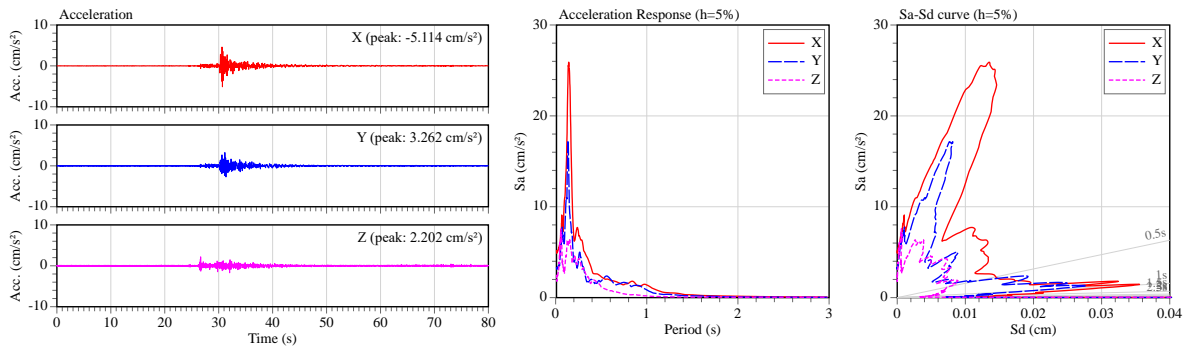 Acceleration
Acc. (cm/s²)
10
0
-10
X (peak: -5.114 cm/s²)
Acc. (cm/s²)
10
0
-10
Y (peak: 3.262 cm/s²)
Acc. (cm/s²)
10
0
-10
Z (peak: 2.202 cm/s²)
0 10 20 30 40 50 60 70 80
Time (s)
Acceleration Response (h=5%)
Sa (cm/s²)
30
20
10
0
X
Y
Z
0 1 2 3
Period (s)
Sa-Sd curve (h=5%)
Sa (cm/s²)
30
20
10
0
X
Y
Z
0.5s
1s
0 0.01 0.02 0.03 0.04
Sd (cm)